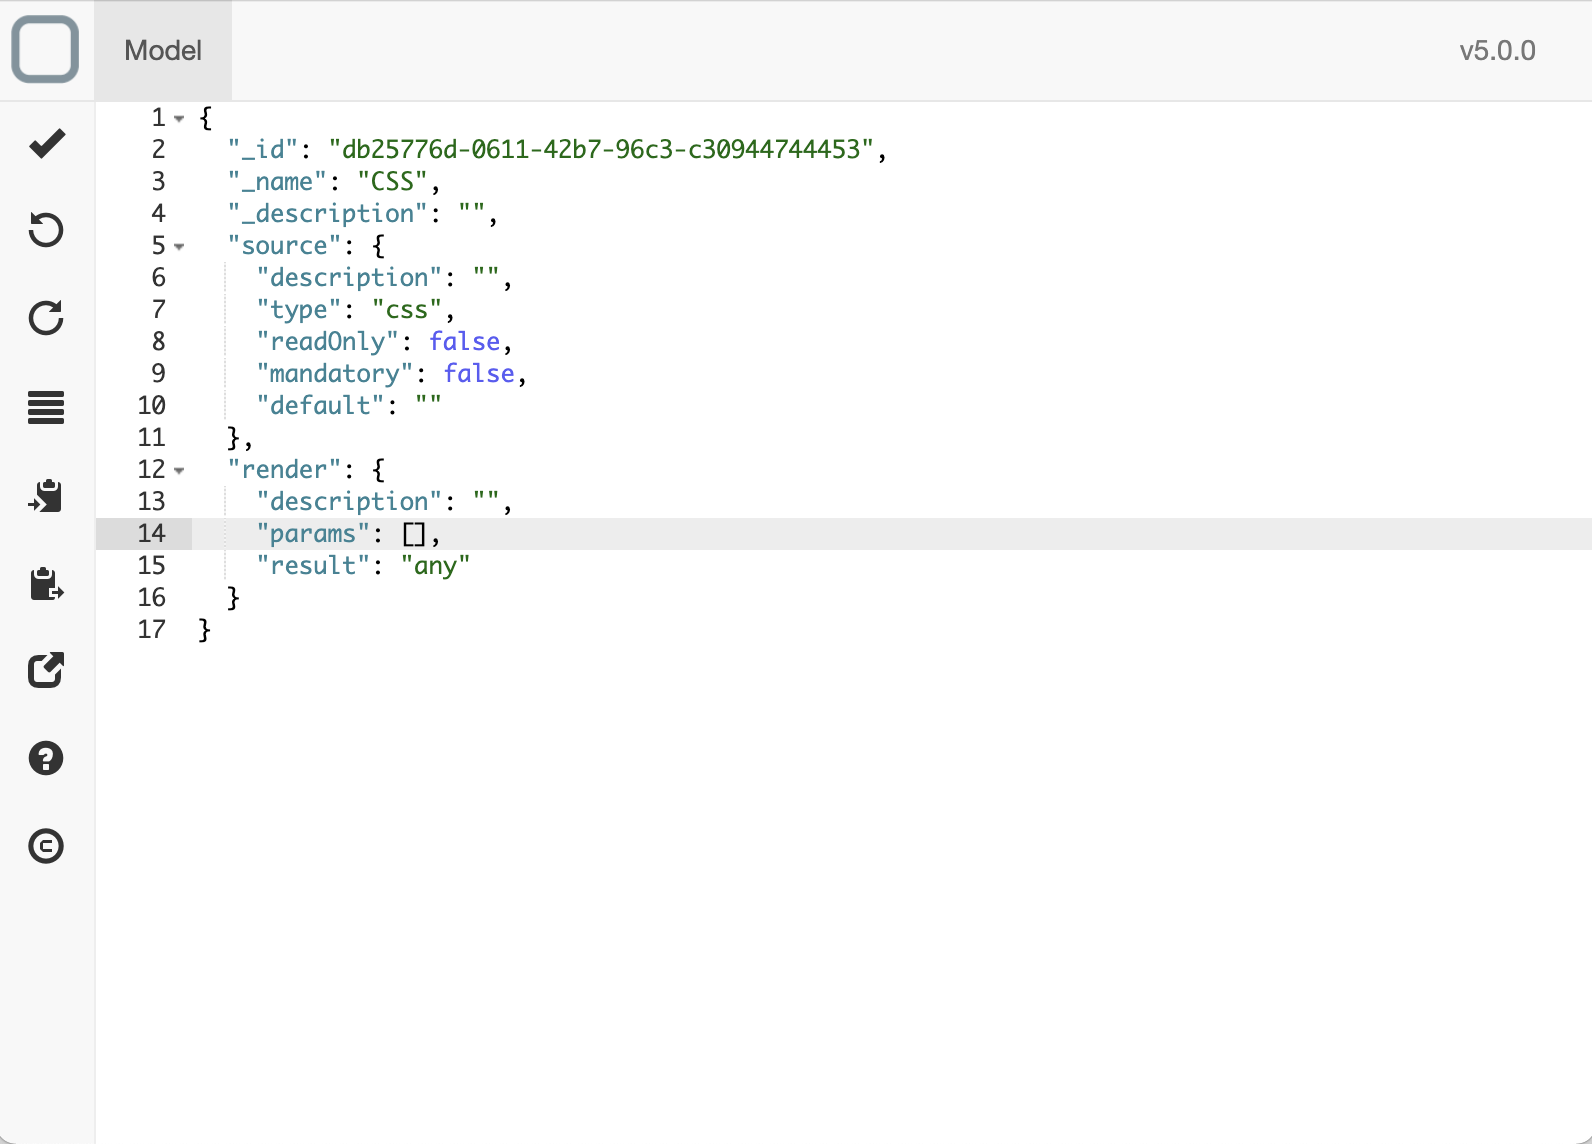 Model
v5.0.0
1 {
2   "_id": "db25776d-0611-42b7-96c3-c30944744453",
3   "_name": "CSS",
4   "_description": "",
5   "source": {
6     "description": "",
7     "type": "css",
8     "readOnly": false,
9     "mandatory": false,
10     "default": ""
11   },
12   "render": {
13     "description": "",
14     "params": [],
15     "result": "any"
16   }
17 }